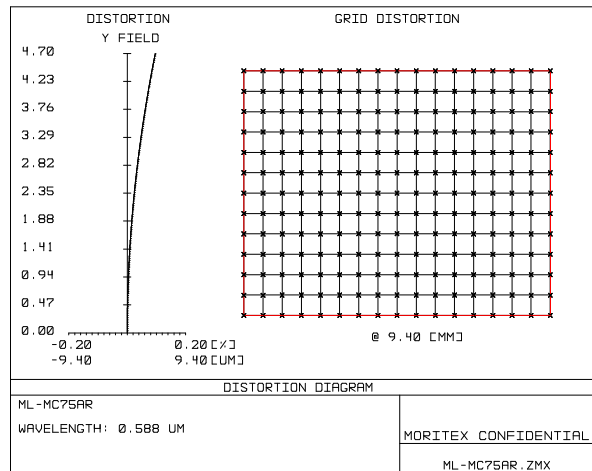 DISTORTION
Y FIELD
4.70
4.23
3.76
3.29
2.82
2.35
1.88
1.41
0.94
0.47
0.00
-0.20 0.20[%]
-9.40 9.40[UM]
GRID DISTORTION
@ 9.40 [MM]
DISTORTION DIAGRAM
ML-MC75AR
WAVELENGTH: 0.588 UM
MORITEX CONFIDENTIAL
ML-MC75AR.ZMX